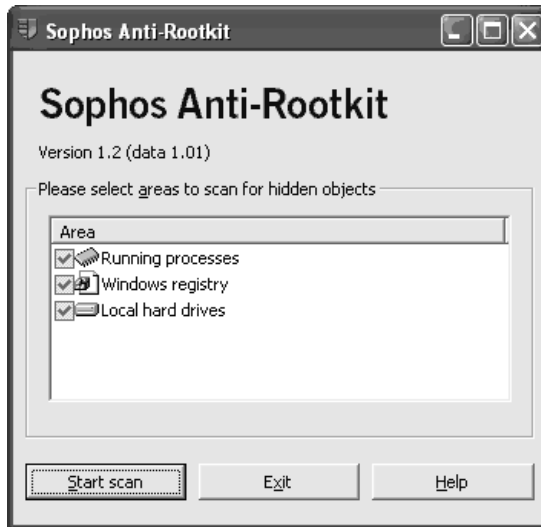 Sophos Anti-Rootkit
Sophos Anti-Rootkit
Version 1.2 (data 1.01)
Please select areas to scan for hidden objects
Area
Running processes
Windows registry
Local hard drives
Start scan
Exit
Help